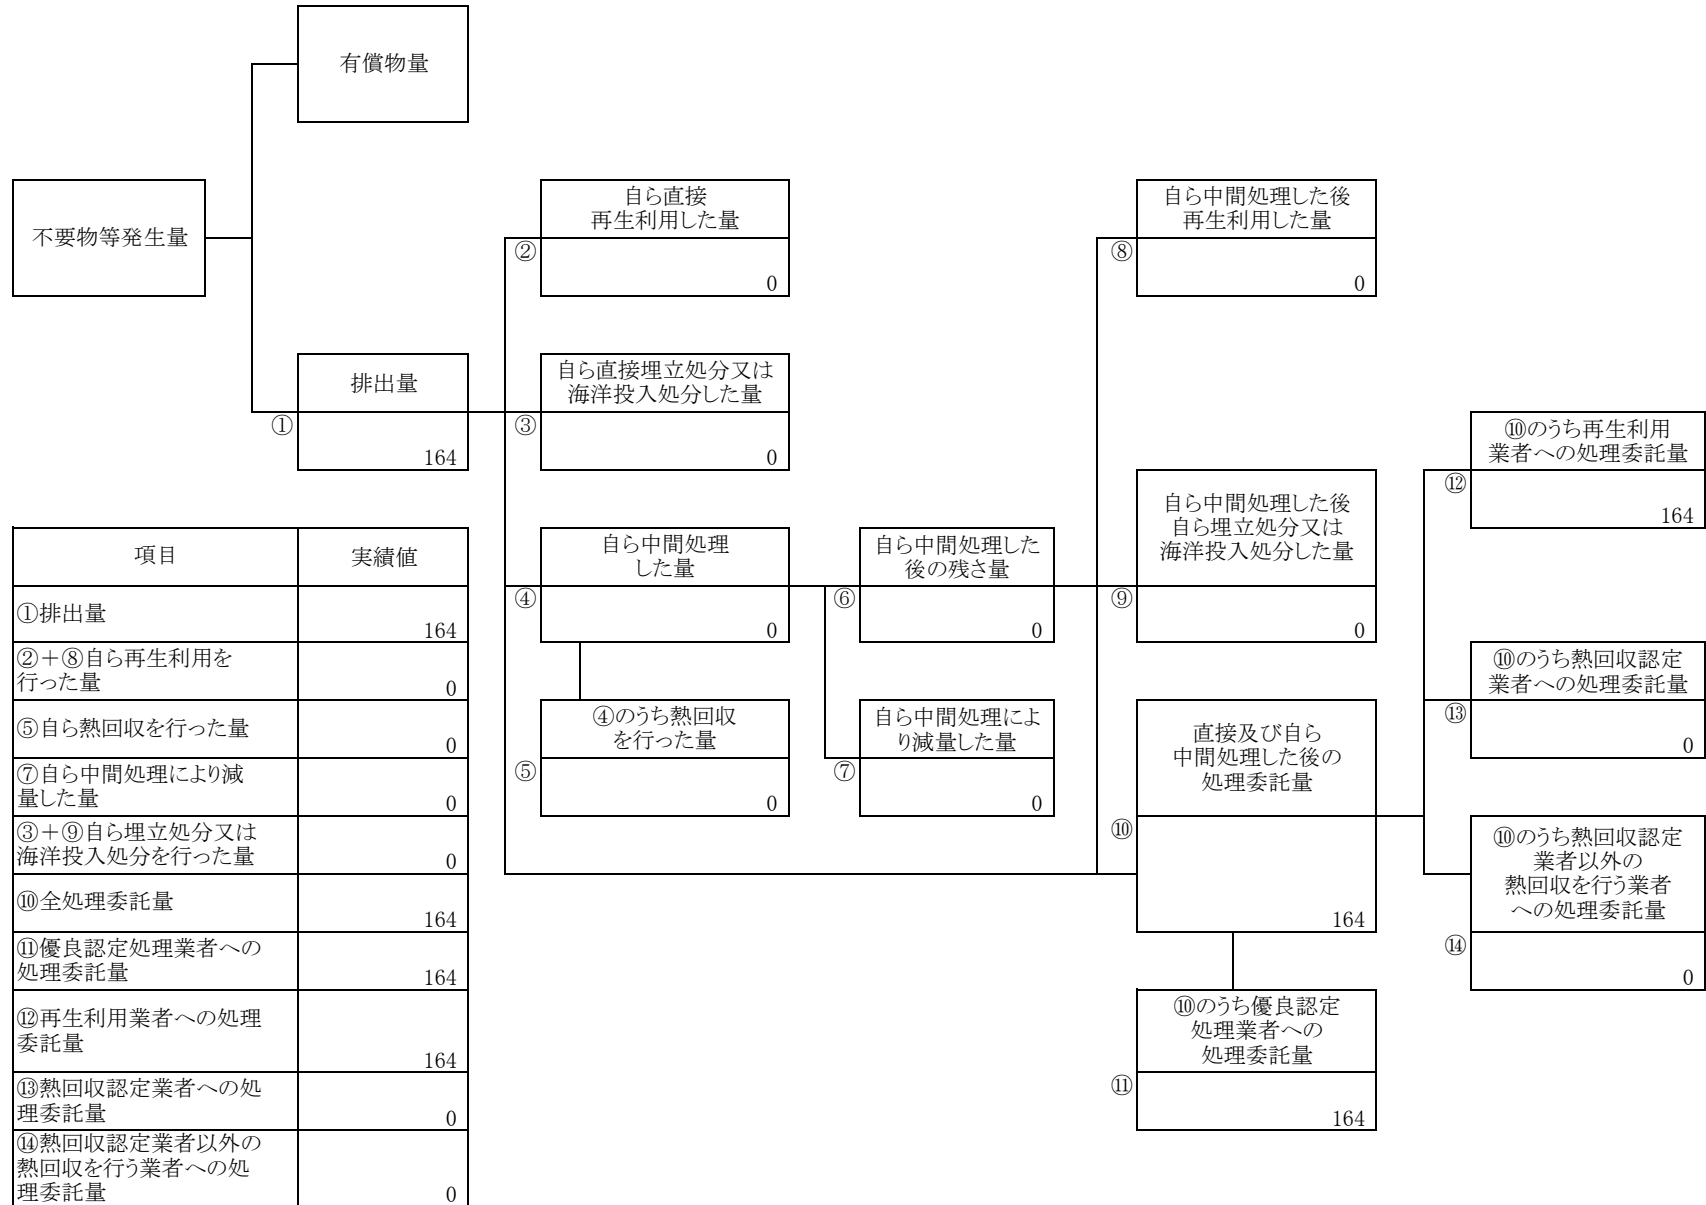 有償物量
不要物等発生量
自ら直接
再生利用した量
②
0
自ら中間処理した後
再生利用した量
⑧
0
排出量
①
164
自ら直接埋立処分又は
海洋投入処分した量
③
0
⑩のうち再生利用
業者への処理委託量
⑫
164
自ら中間処理
した量
④
0
自ら中間処理した
後の残さ量
⑥
0
自ら中間処理した後
自ら埋立処分又は
海洋投入処分した量
⑨
0
⑩のうち熱回収認定
業者への処理委託量
⑬
0
④のうち熱回収
を行った量
⑤
0
自ら中間処理によ
り減量した量
⑦
0
直接及び自ら
中間処理した後の
処理委託量
⑩
164
⑩のうち熱回収認定
業者以外の
熱回収を行う業者
への処理委託量
⑭
0
⑩のうち優良認定
処理業者への
処理委託量
⑪
164
項目 実績値
①排出量 164
②＋⑧自ら再生利用を
行った量 0
⑤自ら熱回収を行った量 0
⑦自ら中間処理により減
量した量 0
③＋⑨自ら埋立処分又は
海洋投入処分を行った量 0
⑩全処理委託量 164
⑪優良認定処理業者への
処理委託量 164
⑫再生利用業者への処理
委託量 164
⑬熱回収認定業者への処
理委託量 0
⑭熱回収認定業者以外の
熱回収を行う業者への処
理委託量 0